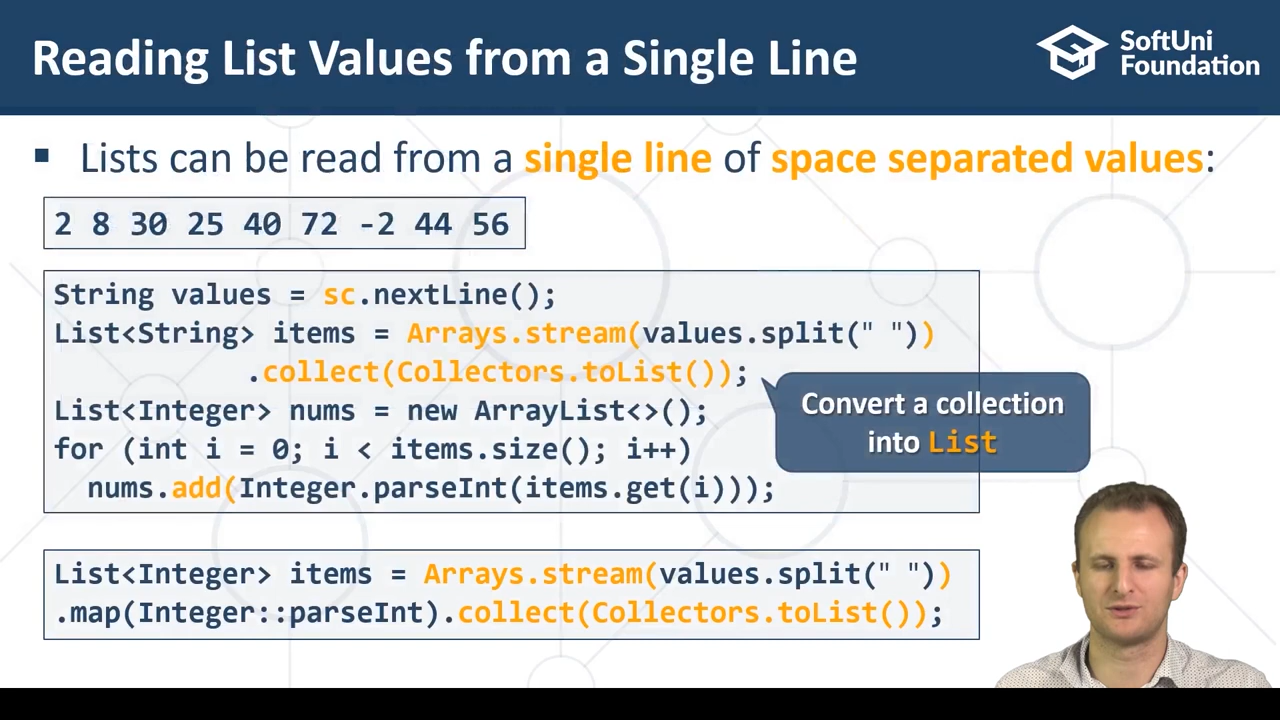 Reading List Values from a Single Line
SoftUni
Foundation
▪ Lists can be read from a single line of space separated values:
2 8 30 25 40 72 -2 44 56
String values = sc.nextLine();
List<String> items = Arrays.stream(values.split(" "))
.collect(Collectors.toList());
List<Integer> nums = new ArrayList<>();
for (int i = 0; i < items.size(); i++)
nums.add(Integer.parseInt(items.get(i)));
Convert a collection
into List
List<Integer> items = Arrays.stream(values.split(" "))
.map(Integer::parseInt).collect(Collectors.toList());